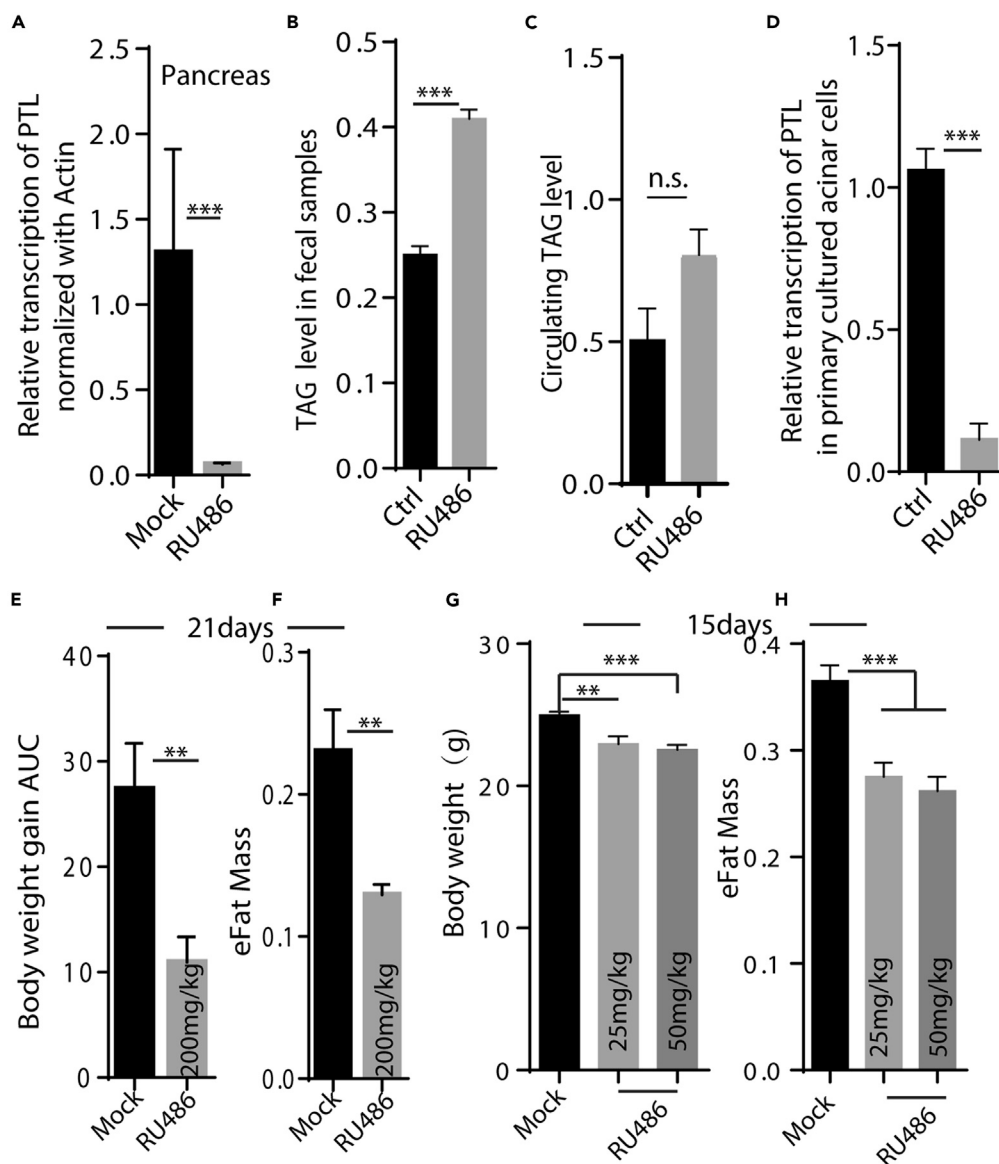 A
Relative transcription of PTL
normalized with Actin
2.5
2.0
1.5
1.0
0.5
0.0
Pancreas
***
Mock
RU486
B
TAG level in fecal samples
0.5
0.4
0.3
0.2
0.1
0.0
***
Ctrl
RU486
C
Circulating TAG level
1.5
1.0
0.5
0.0
n.s.
Ctrl
RU486
D
Relative transcription of PTL
in primary cultured acinar cells
1.5
1.0
0.5
0.0
***
Ctrl
RU486
E
21days
Body weight gain AUC
40
30
20
10
0
**
200mg/kg
Mock
RU486
F
eFat Mass
0.3
0.2
0.1
0.0
**
200mg/kg
Mock
RU486
G
15days
Body weight (g)
30
20
10
0
***
**
25mg/kg
50mg/kg
Mock
RU486
H
eFat Mass
0.4
0.3
0.2
0.1
0.0
***
25mg/kg
50mg/kg
Mock
RU486